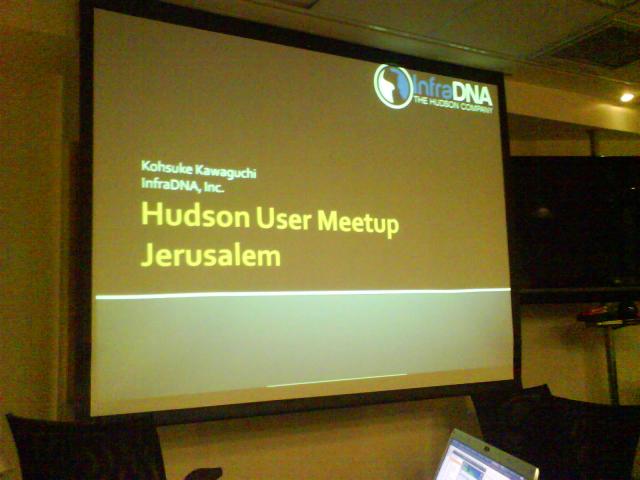 InfraDNA
THE HUDSON COMPANY
Kohsuke Kawaguchi
InfraDNA, Inc.
Hudson User Meetup
Jerusalem